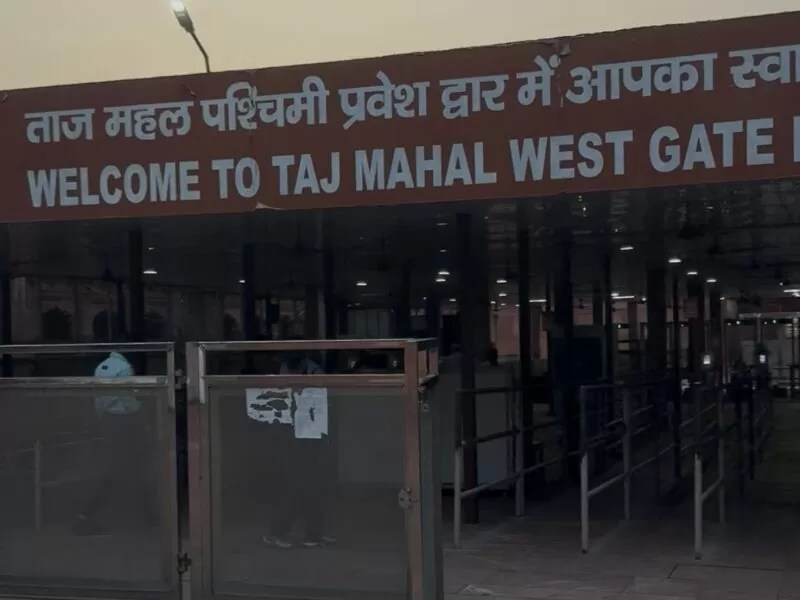 ताज महल पश्चिमी प्रवेश द्वार में आपका
WELCOME TO TAJ MAHAL WEST GATE